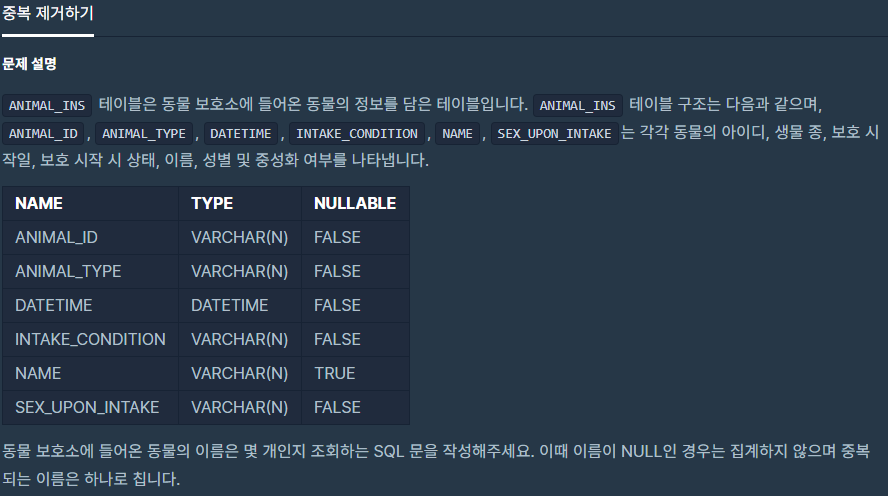 중복 제거하기
문제 설명
ANIMAL_INS 테이블은 동물 보호소에 들어온 동물의 정보를 담은 테이블입니다. ANIMAL_INS 테이블 구조는 다음과 같으며,
ANIMAL_ID , ANIMAL_TYPE , DATETIME , INTAKE_CONDITION , NAME , SEX_UPON_INTAKE 는 각각 동물의 아이디, 생물 종, 보호 시
작일, 보호 시작 시 상태, 이름, 성별 및 중성화 여부를 나타냅니다.
NAME TYPE NULLABLE
ANIMAL_ID VARCHAR(N) FALSE
ANIMAL_TYPE VARCHAR(N) FALSE
DATETIME DATETIME FALSE
INTAKE_CONDITION VARCHAR(N) FALSE
NAME VARCHAR(N) TRUE
SEX_UPON_INTAKE VARCHAR(N) FALSE
동물 보호소에 들어온 동물의 이름은 몇 개인지 조회하는 SQL 문을 작성해주세요. 이때 이름이 NULL인 경우는 집계하지 않으며 중복
되는 이름은 하나로 칩니다.